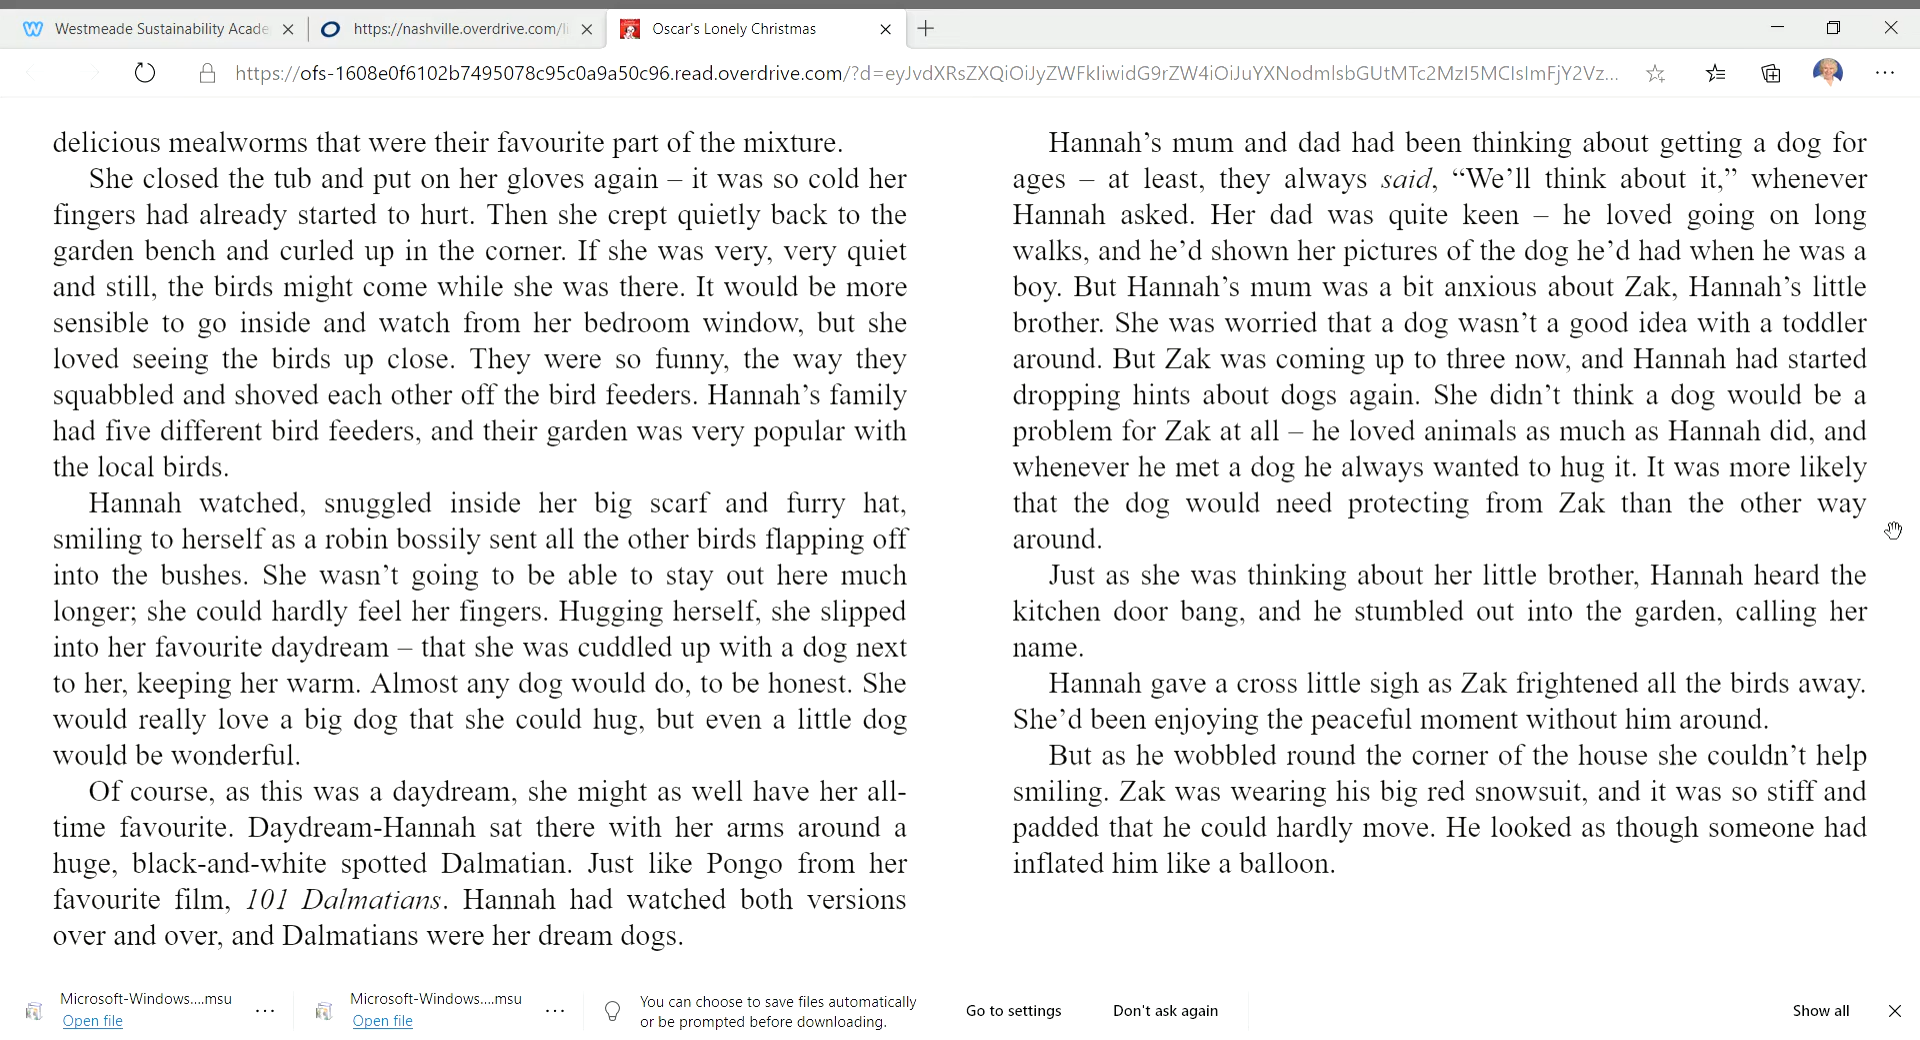 Westmeade Sustainability Acade
https://nashville.overdrive.com/li
Oscar's Lonely Christmas
https://ofs-1608e0f6102b7495078c95c0a9a50c96.read.overdrive.com/?d=eyJvdXRsZXQiOiJyZWFkIiwidG9rZW4iOiJuYXNodmlsbGUtMTc2MzI5MCIsImFjY2Vz...
delicious mealworms that were their favourite part of the mixture.
She closed the tub and put on her gloves again – it was so cold her
fingers had already started to hurt. Then she crept quietly back to the
garden bench and curled up in the corner. If she was very, very quiet
and still, the birds might come while she was there. It would be more
sensible to go inside and watch from her bedroom window, but she
loved seeing the birds up close. They were so funny, the way they
squabbled and shoved each other off the bird feeders. Hannah’s family
had five different bird feeders, and their garden was very popular with
the local birds.
Hannah watched, snuggled inside her big scarf and furry hat,
smiling to herself as a robin bossily sent all the other birds flapping off
into the bushes. She wasn’t going to be able to stay out here much
longer; she could hardly feel her fingers. Hugging herself, she slipped
into her favourite daydream – that she was cuddled up with a dog next
to her, keeping her warm. Almost any dog would do, to be honest. She
would really love a big dog that she could hug, but even a little dog
would be wonderful.
Of course, as this was a daydream, she might as well have her all-
time favourite. Daydream-Hannah sat there with her arms around a
huge, black-and-white spotted Dalmatian. Just like Pongo from her
favourite film, 101 Dalmatians. Hannah had watched both versions
over and over, and Dalmatians were her dream dogs.
Hannah’s mum and dad had been thinking about getting a dog for
ages – at least, they always said, “We’ll think about it,” whenever
Hannah asked. Her dad was quite keen – he loved going on long
walks, and he’d shown her pictures of the dog he’d had when he was a
boy. But Hannah’s mum was a bit anxious about Zak, Hannah’s little
brother. She was worried that a dog wasn’t a good idea with a toddler
around. But Zak was coming up to three now, and Hannah had started
dropping hints about dogs again. She didn’t think a dog would be a
problem for Zak at all – he loved animals as much as Hannah did, and
whenever he met a dog he always wanted to hug it. It was more likely
that the dog would need protecting from Zak than the other way
around.
Just as she was thinking about her little brother, Hannah heard the
kitchen door bang, and he stumbled out into the garden, calling her
name.
Hannah gave a cross little sigh as Zak frightened all the birds away.
She’d been enjoying the peaceful moment without him around.
But as he wobbled round the corner of the house she couldn’t help
smiling. Zak was wearing his big red snowsuit, and it was so stiff and
padded that he could hardly move. He looked as though someone had
inflated him like a balloon.
Microsoft-Windows....msu
Open file
Microsoft-Windows....msu
Open file
You can choose to save files automatically
or be prompted before downloading.
Go to settings
Don't ask again
Show all